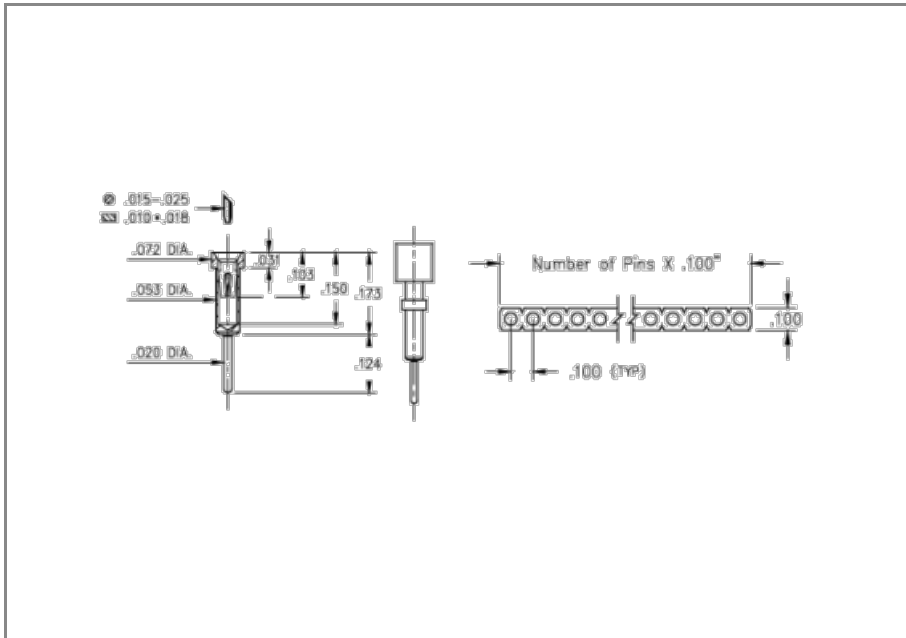 ⌀ .015-.025
.010 • .018
.072 DIA.
.053 DIA.
.020 DIA.
.031
.103
.150
.173
.124
Number of Pins X .100"
.100
.100 (TYP)